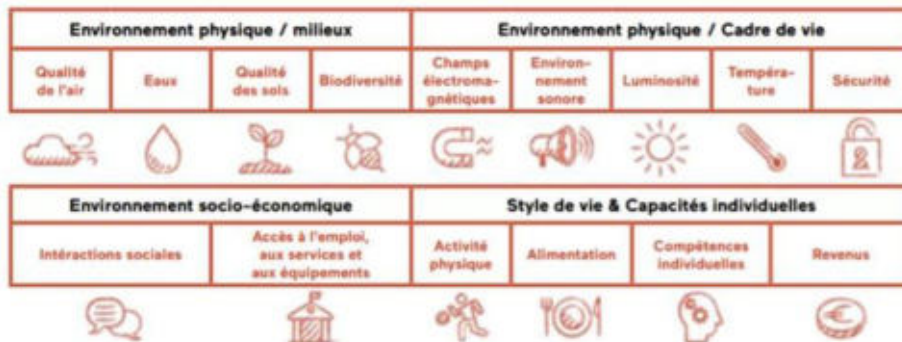 Environnement physique / milieux
Environnement physique / Cadre de vie
Qualité
de l'air
Eaux
Qualité
des sols
Biodiversité
Champs
électroma-
gnétiques
Environ-
nement
sonore
Luminosité
Tempéra-
ture
Sécurité
Environnement socio-économique
Style de vie & Capacités individuelles
Intéractions sociales
Accès à l'emploi,
aux services et
aux équipements
Activité
physique
Alimentation
Compétences
individuelles
Revenus